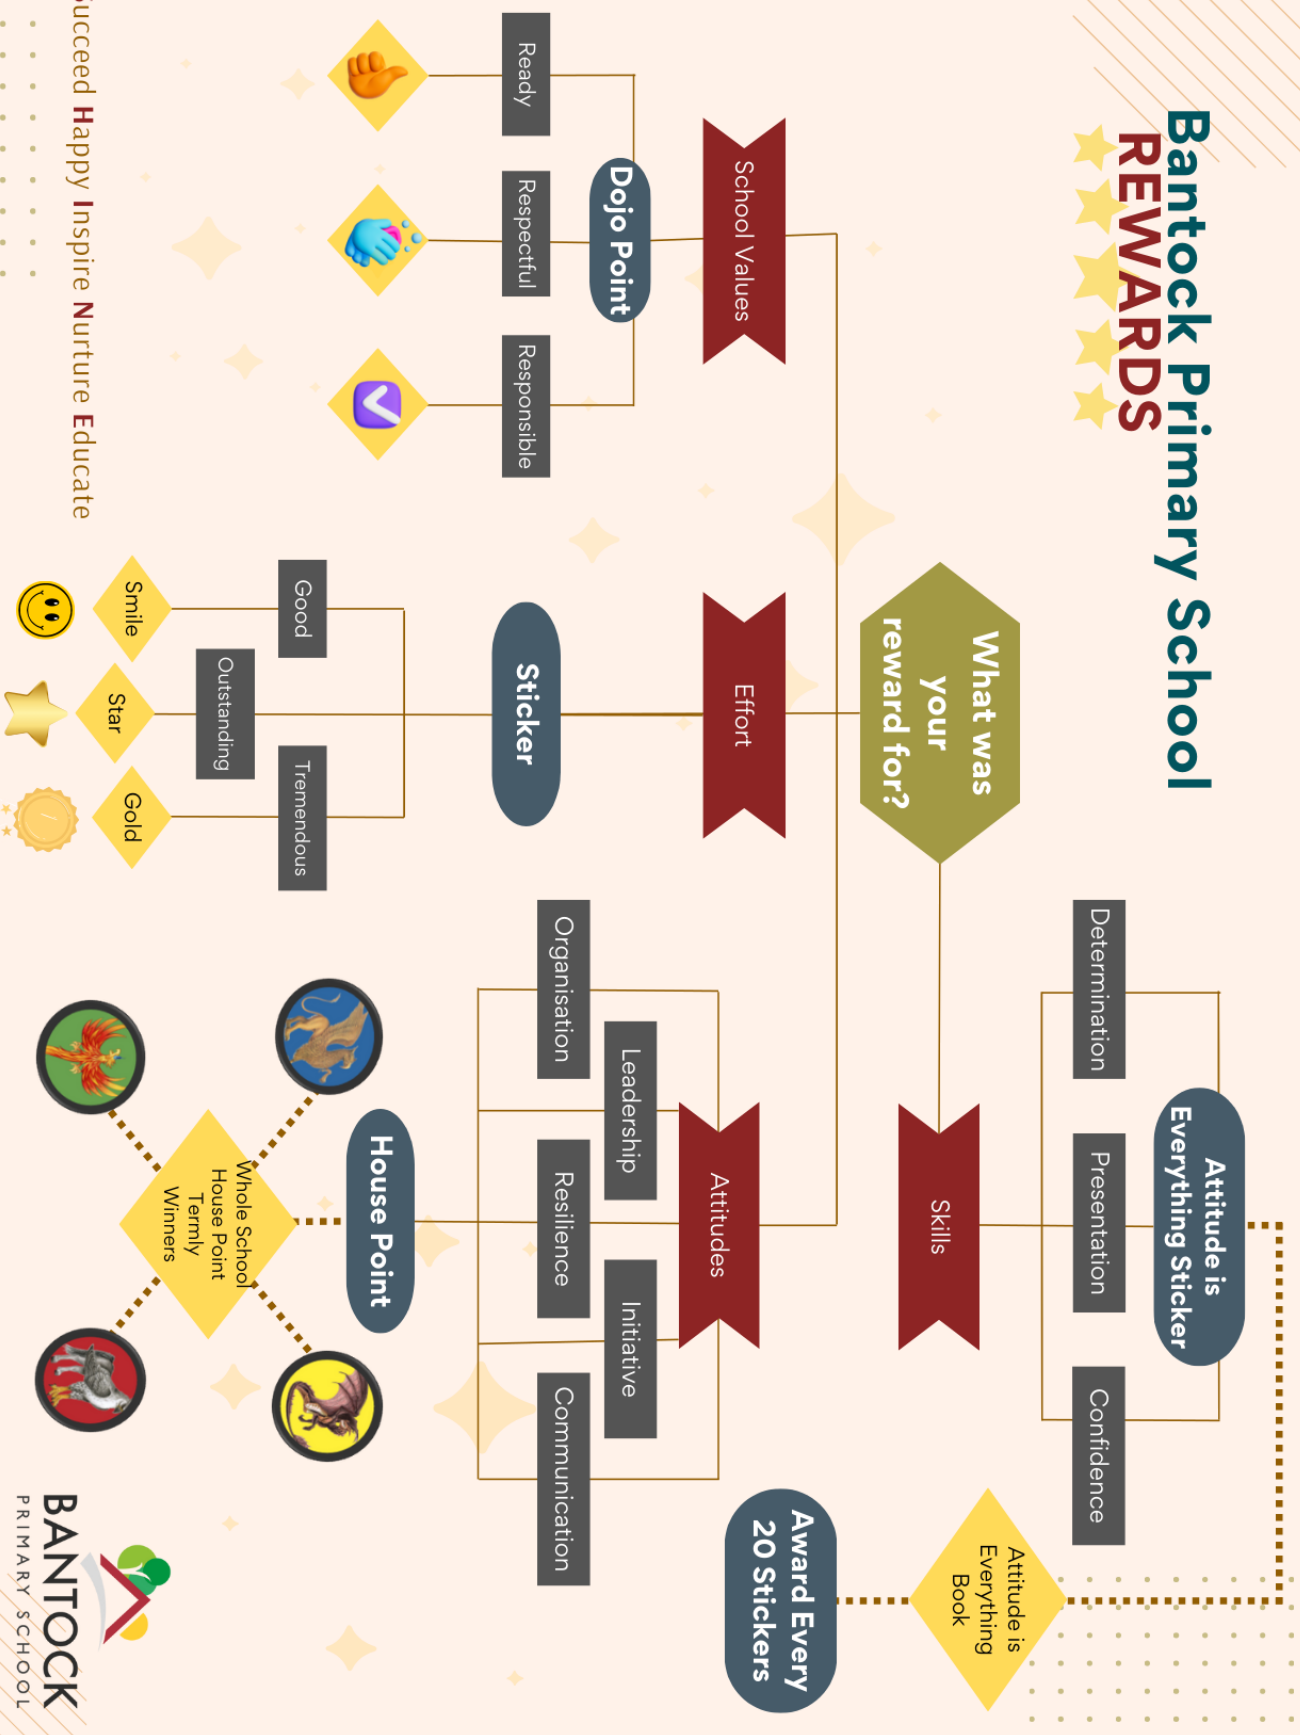 Bantock Primary School
REWARDS
What was
your
reward for?
School Values
Dojo Point
Ready
Respectful
Responsible
Effort
Sticker
Good
Outstanding
Tremendous
Smile
Star
Gold
Skills
Determination
Presentation
Confidence
Attitude is
Everything Sticker
Attitude is
Everything
Book
Award Every
20 Stickers
Attitudes
Organisation
Leadership
Resilience
Initiative
Communication
House Point
Whole School
House Point
Termly
Winners
Succeed Happy Inspire Nurture Educate
BANTOCK
PRIMARY SCHOOL